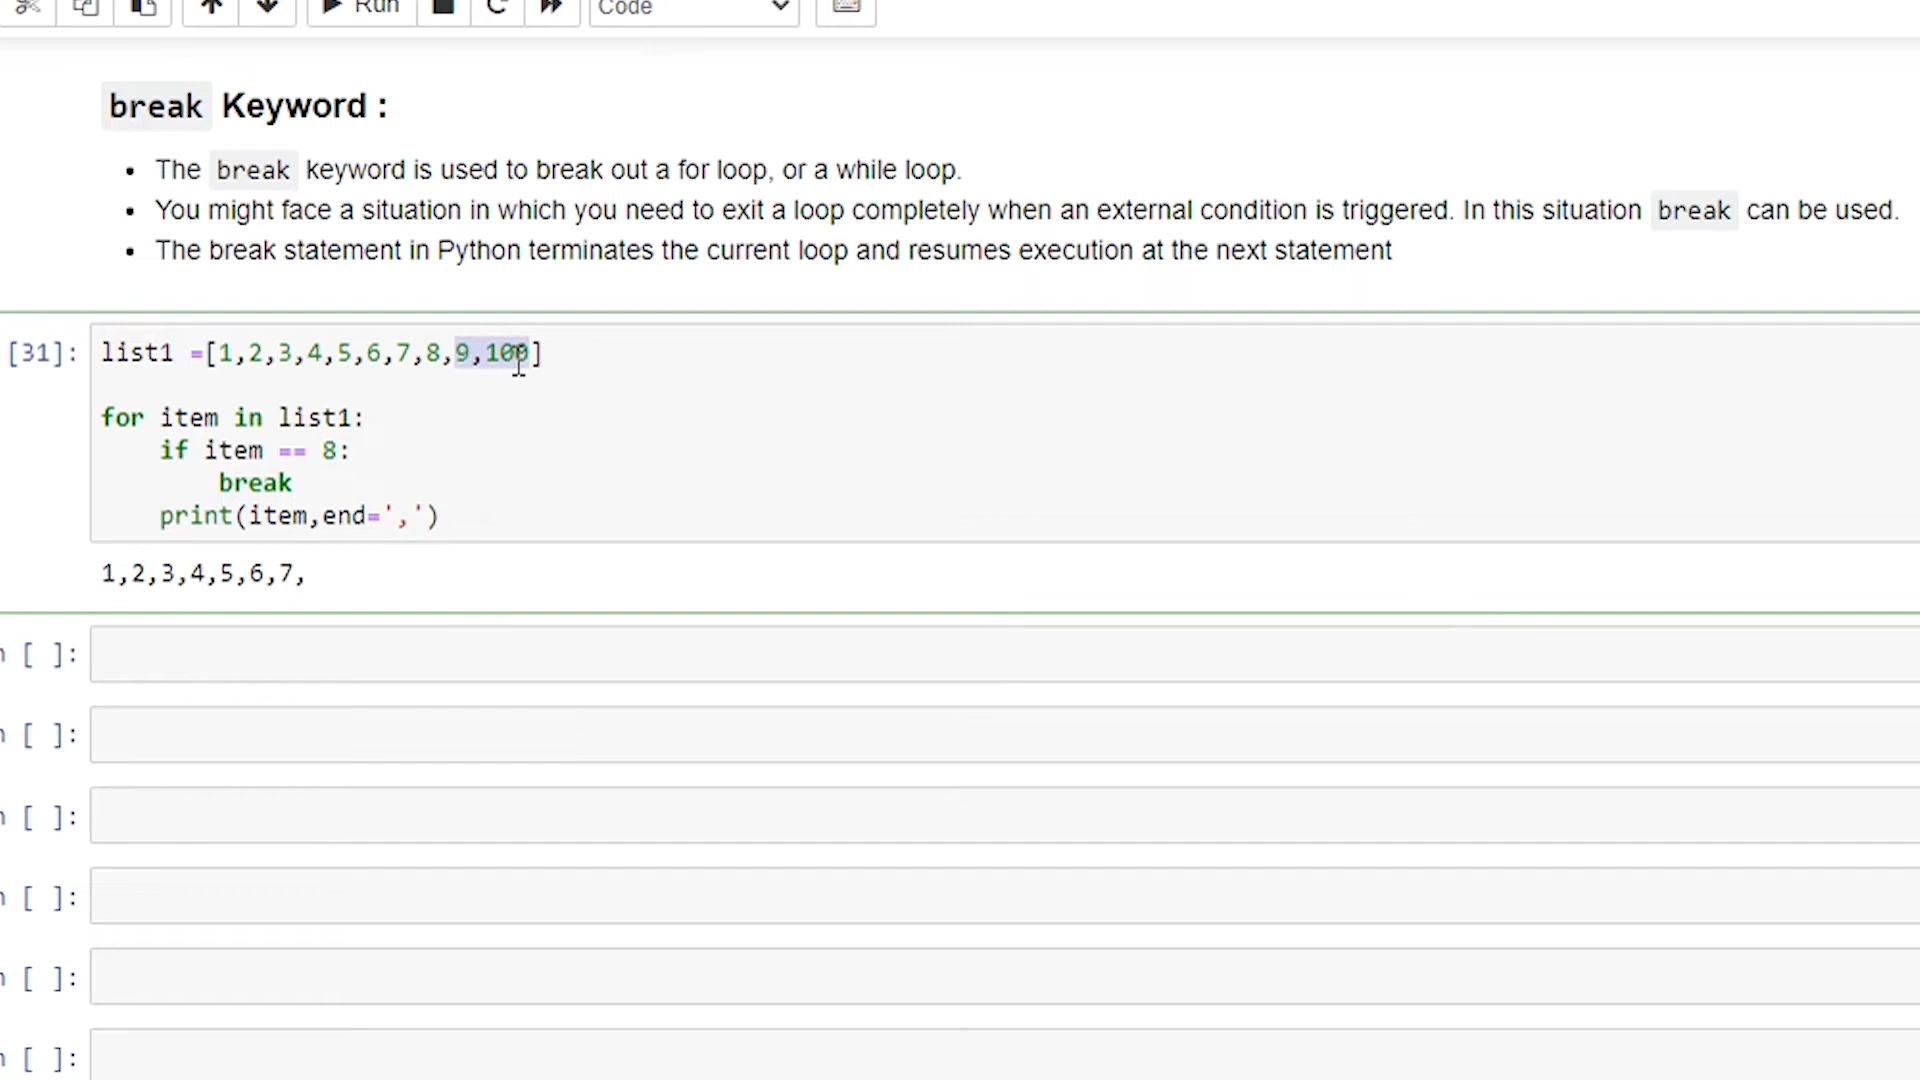 Run
Code
break Keyword :
• The break keyword is used to break out a for loop, or a while loop.
• You might face a situation in which you need to exit a loop completely when an external condition is triggered. In this situation break can be used.
• The break statement in Python terminates the current loop and resumes execution at the next statement
[31]: list1 =[1,2,3,4,5,6,7,8,9,100]
for item in list1:
    if item == 8:
        break
    print(item,end=',')
1,2,3,4,5,6,7,
n [ ]:
n [ ]:
n [ ]:
n [ ]:
n [ ]:
n [ ]: